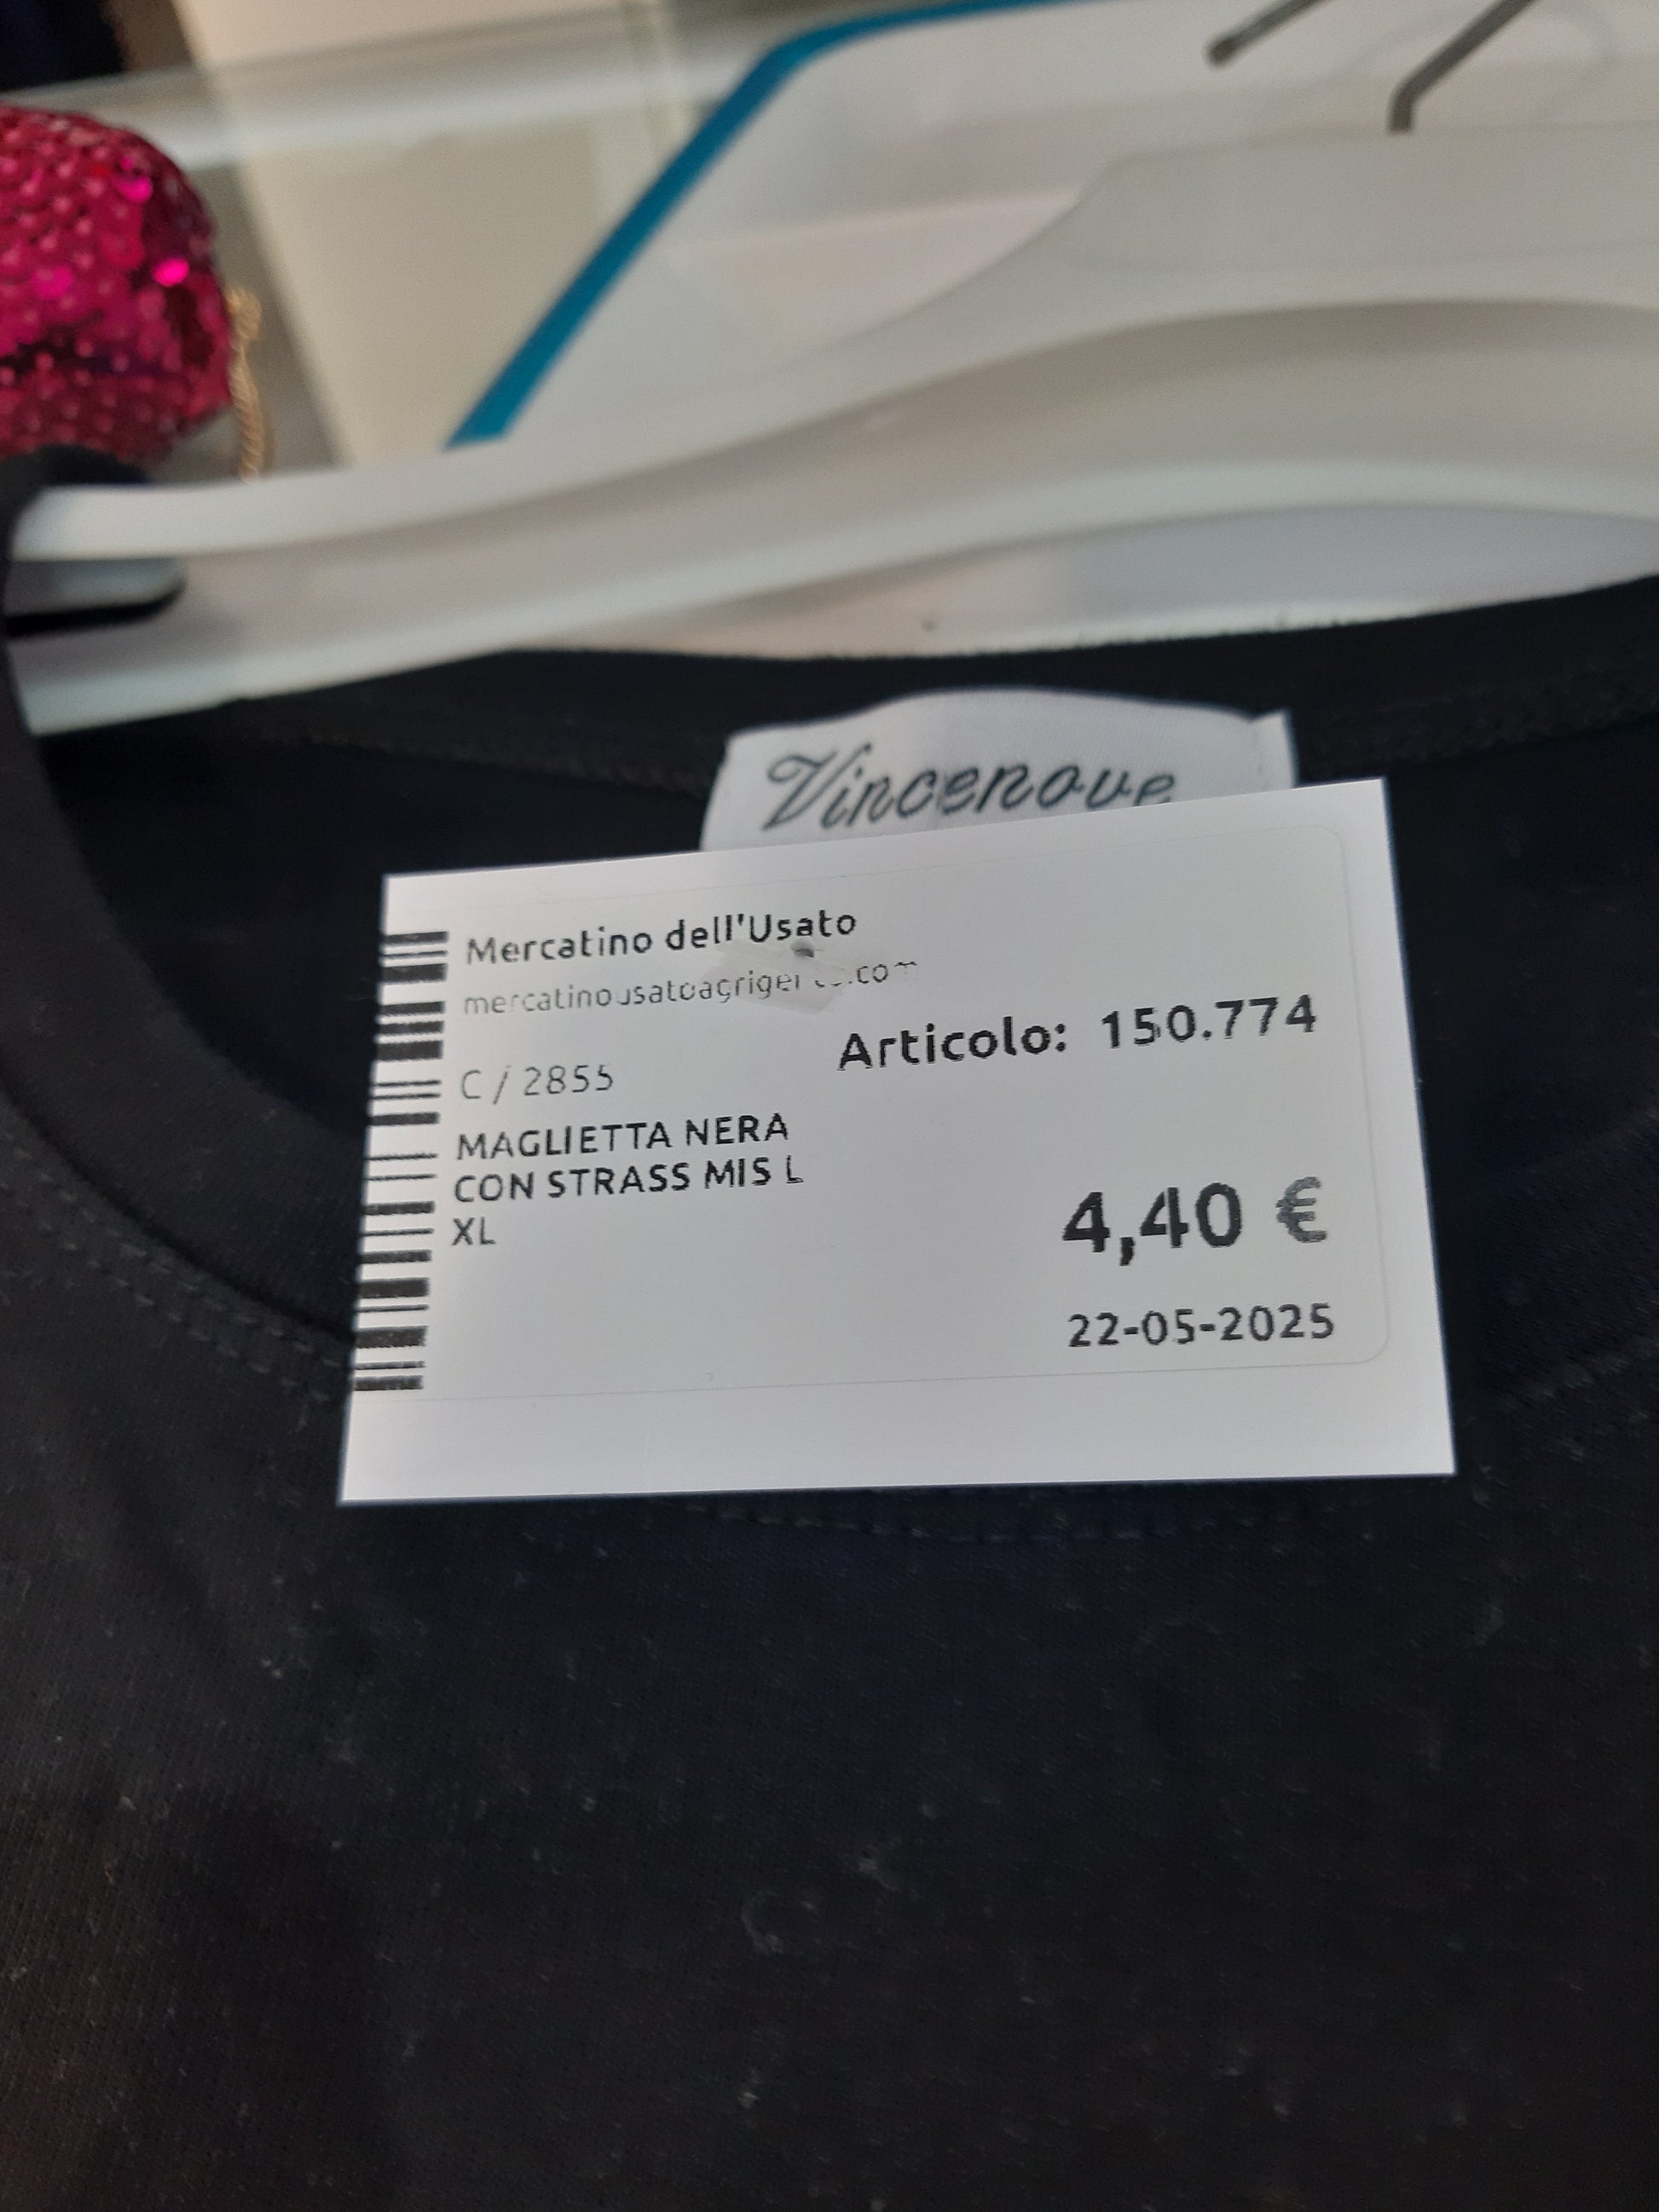 Vincenove
Mercatino dell'Usato
Articolo: 150.774
C / 2855
MAGLIETTA NERA
CON STRASS MIS L
XL
4,40 €
22-05-2025